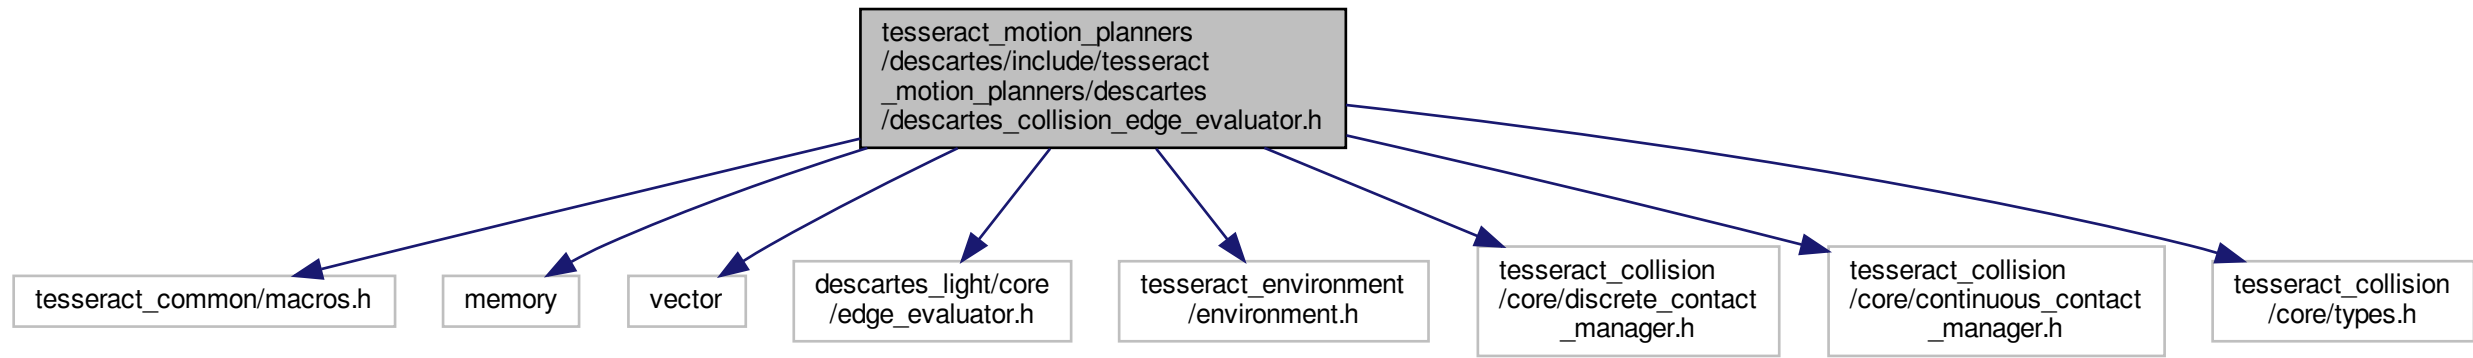 tesseract_motion_planners
/descartes/include/tesseract
_motion_planners/descartes
/descartes_collision_edge_evaluator.h
tesseract_common/macros.h
memory
vector
descartes_light/core
/edge_evaluator.h
tesseract_environment
/environment.h
tesseract_collision
/core/discrete_contact
_manager.h
tesseract_collision
/core/continuous_contact
_manager.h
tesseract_collision
/core/types.h